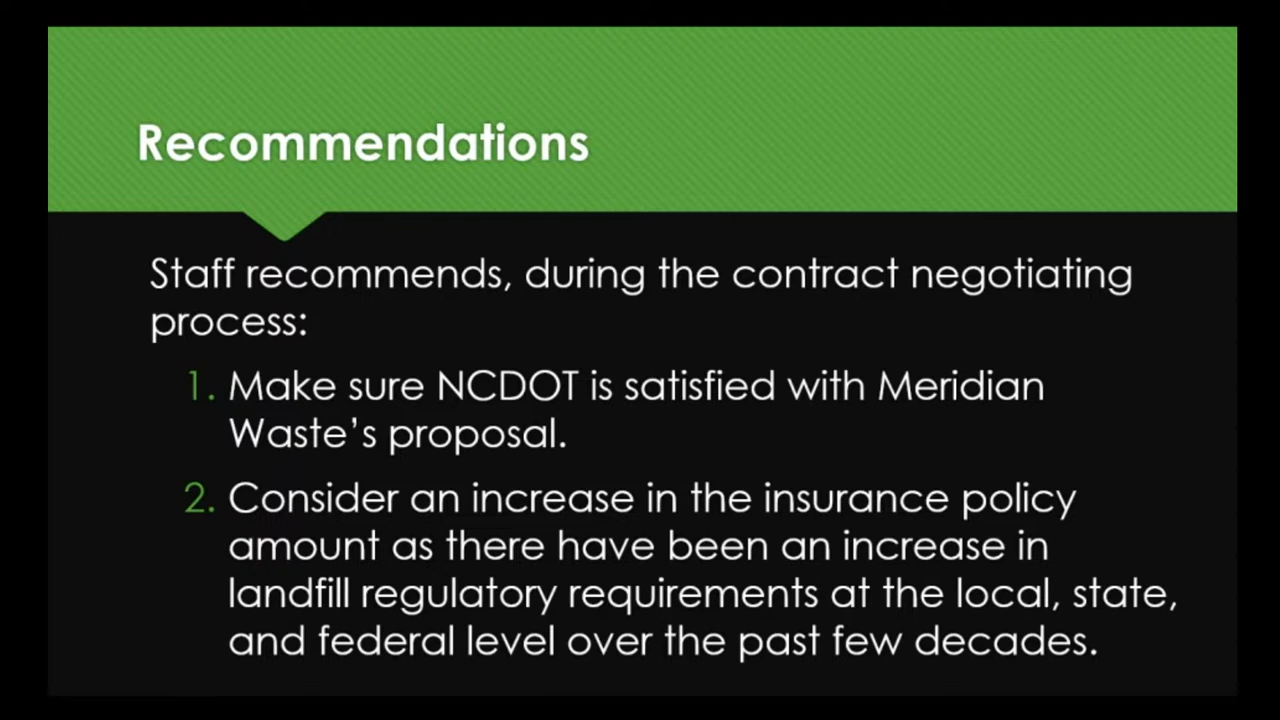 Recommendations
Staff recommends, during the contract negotiating
process:
1. Make sure NCDOT is satisfied with Meridian
Waste's proposal.
2. Consider an increase in the insurance policy
amount as there have been an increase in
landfill regulatory requirements at the local, state,
and federal level over the past few decades.